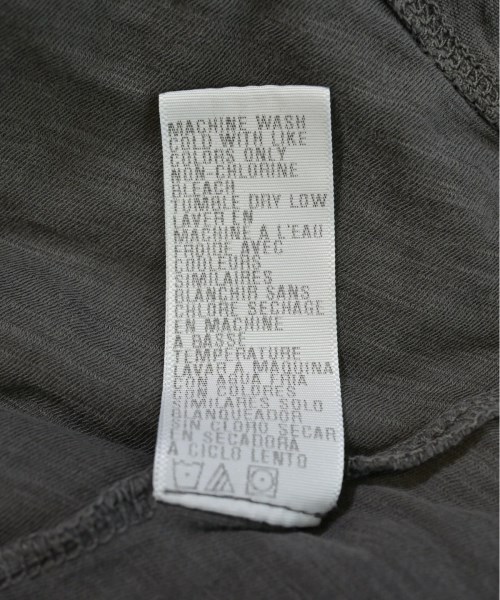 MACHINE WASH
COLD WITH LIKE
COLORS ONLY
NON-CHLORINE
BLEACH
TUMBLE DRY LOW
LAVER EN
MACHINE A L'EAU
FROIDE AVEC
COULEURS
SIMILAIRES
BLANCHIR SANS
CHLORE SECHAGE
EN MACHINE
A BASSE
TEMPERATURE
LAVAR A MAQUINA
CON AGUA FRIA
CON COLORES
SIMILARES SOLO
BLANQUEADOR
SIN CLORO SECAR
EN SECADORA
A CICLO LENTO